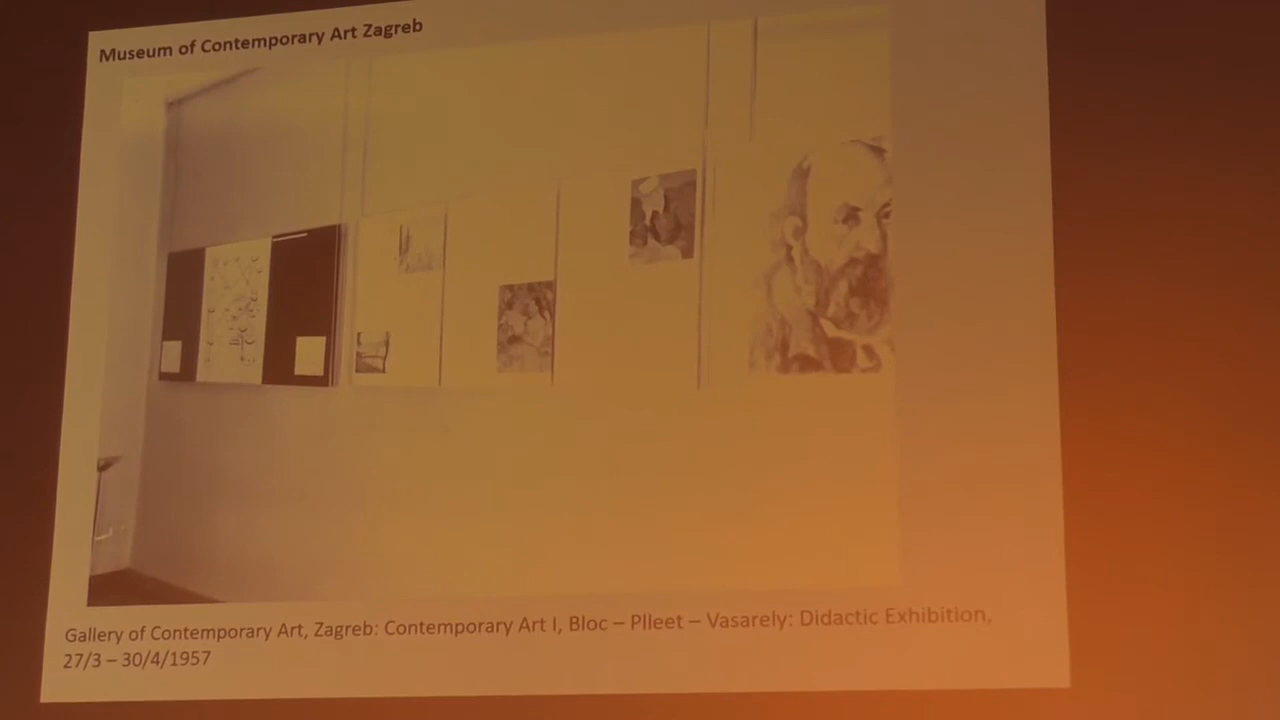 Museum of Contemporary Art Zagreb
Gallery of Contemporary Art, Zagreb: Contemporary Art I, Bloc – Plleet – Vasarely: Didactic Exhibition,
27/3 – 30/4/1957